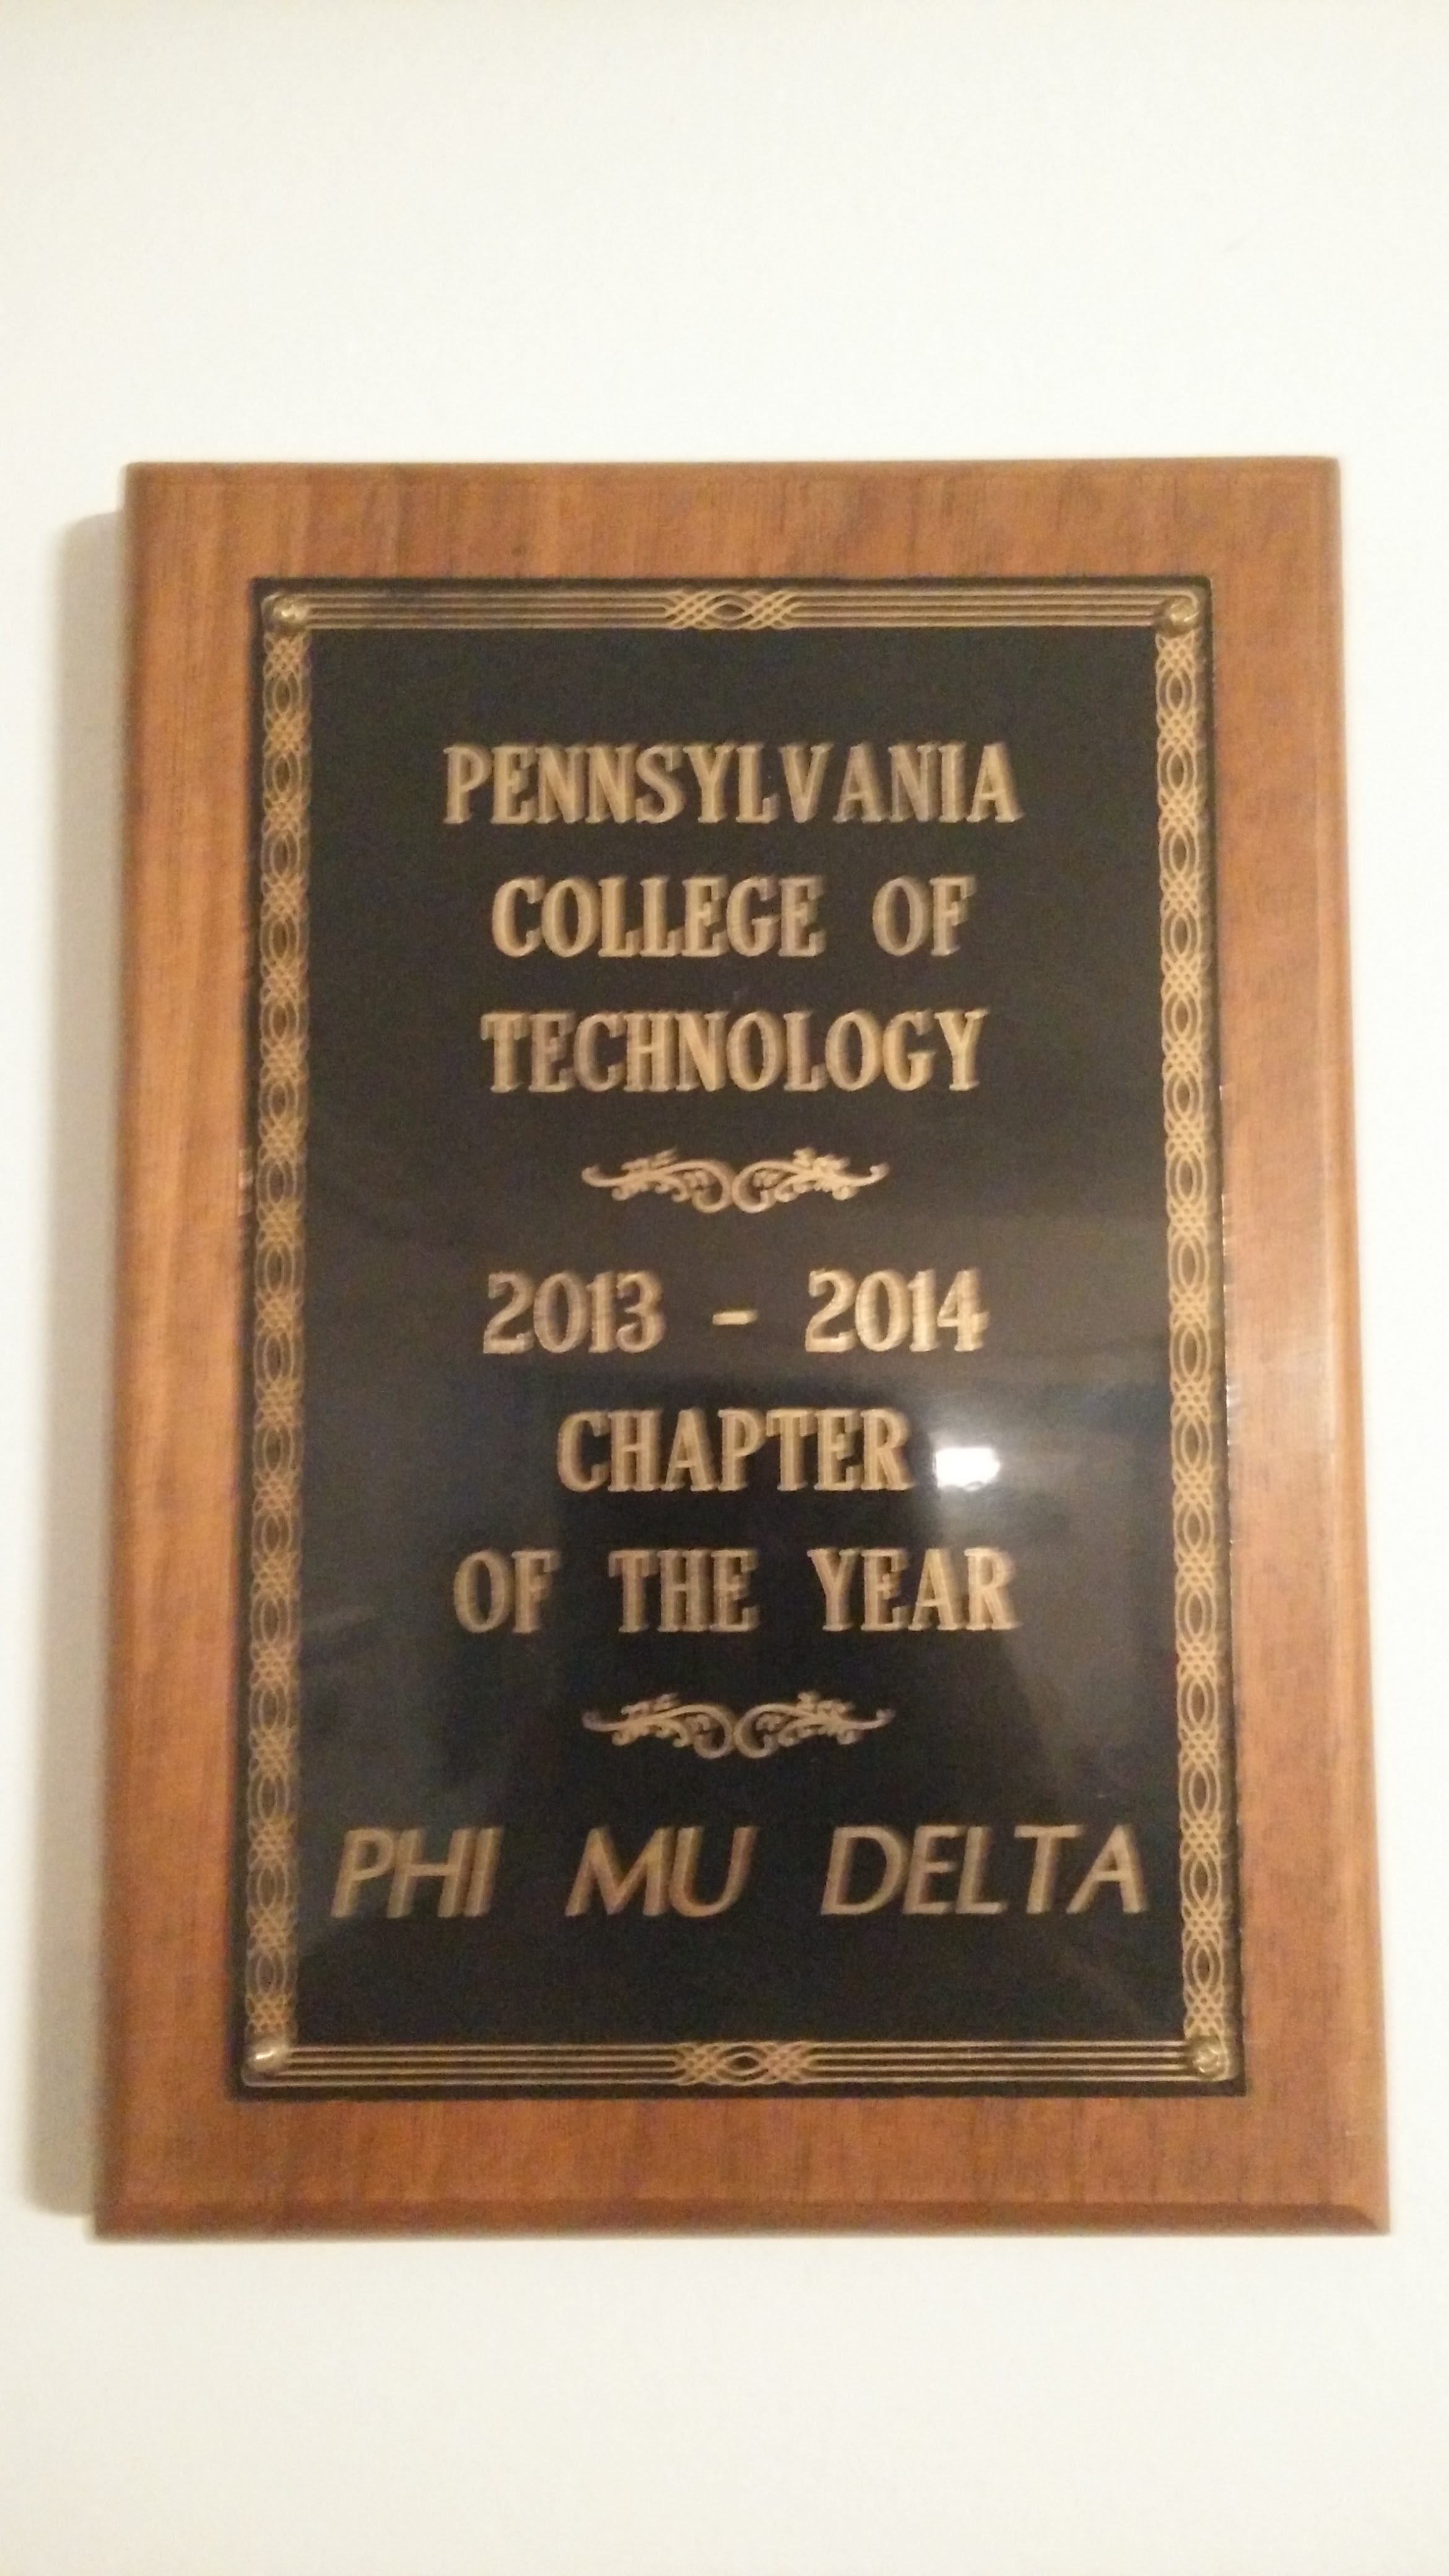 PENNSYLVANIA
COLLEGE OF
TECHNOLOGY
2013 - 2014
CHAPTER
OF THE YEAR
PHI MU DELTA